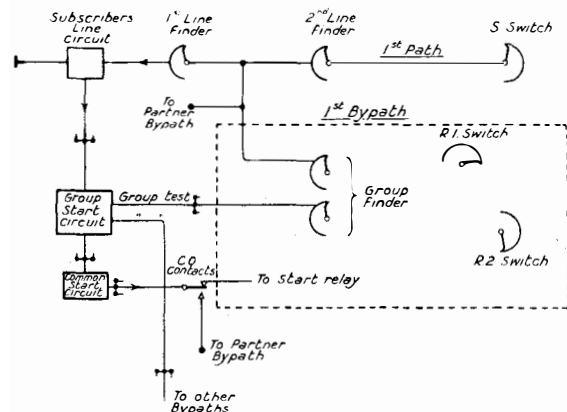 Subscribers
Line
Circuit
1st Line
Finder
2nd Line
Finder
S Switch
1st Path
To
Partner
Bypath
1st Bypath
R1. Switch
Group
Finder
Group
Start
Circuit
Group test
" "
R2 Switch
Common
Start
Circuit
CO
Contacts
To Start relay
To Partner
Bypath
To other
Bypaths